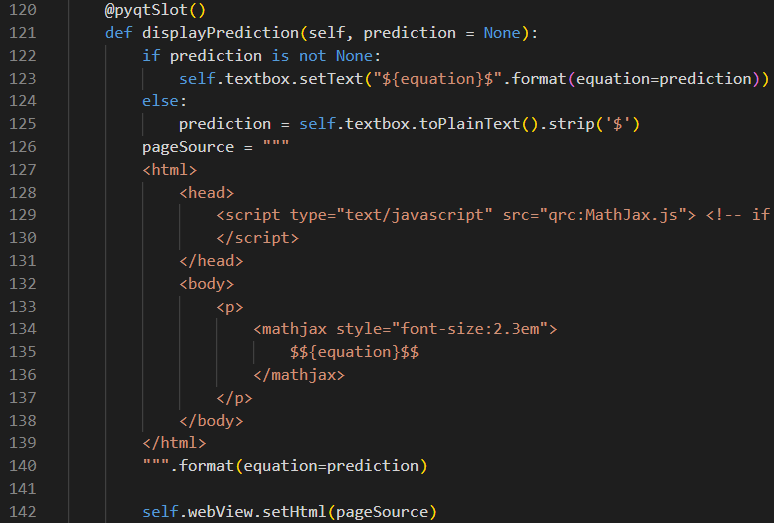 120 @pyqtSlot()
121 def displayPrediction(self, prediction = None):
122     if prediction is not None:
123         self.textbox.setText("${equation}$".format(equation=prediction))
124     else:
125         prediction = self.textbox.toPlainText().strip('$')
126     pageSource = """
127     <html>
128         <head>
129             <script type="text/javascript" src="qrc:MathJax.js"> <!-- if
130             </script>
131         </head>
132         <body>
133             <p>
134                 <mathjax style="font-size:2.3em">
135                     $${equation}$$
136                 </mathjax>
137             </p>
138         </body>
139     </html>
140     """.format(equation=prediction)
141
142     self.webView.setHtml(pageSource)